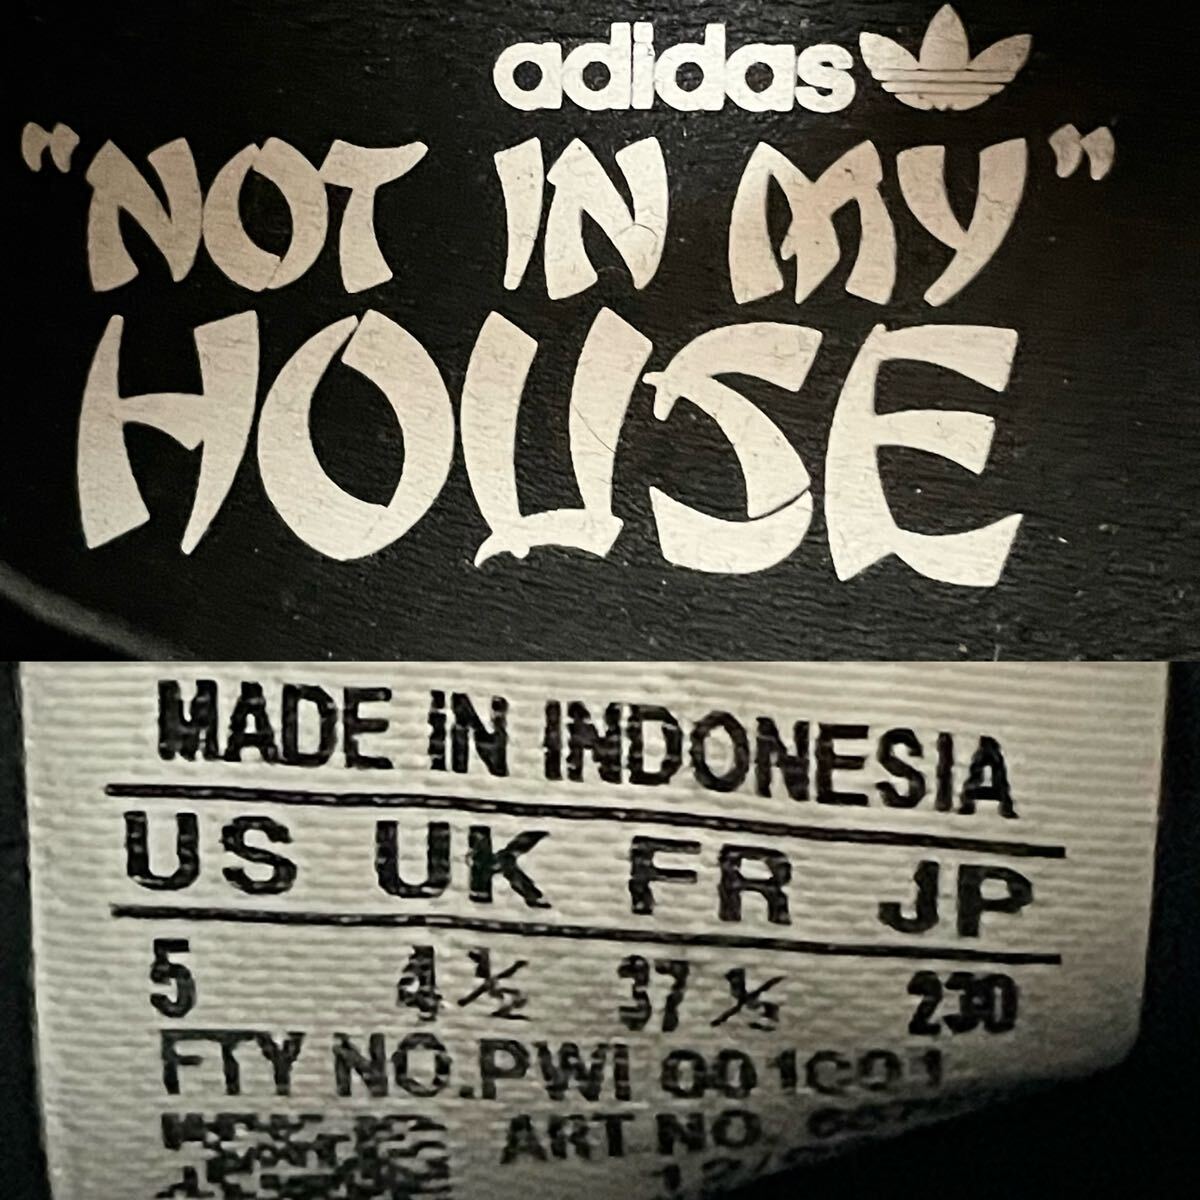 adidas
"NOT IN MY"
HOUSE
MADE IN INDONESIA
US UK FR JP
5 4½ 37⅓ 230
FTY NO.PWI 001001
ART NO.